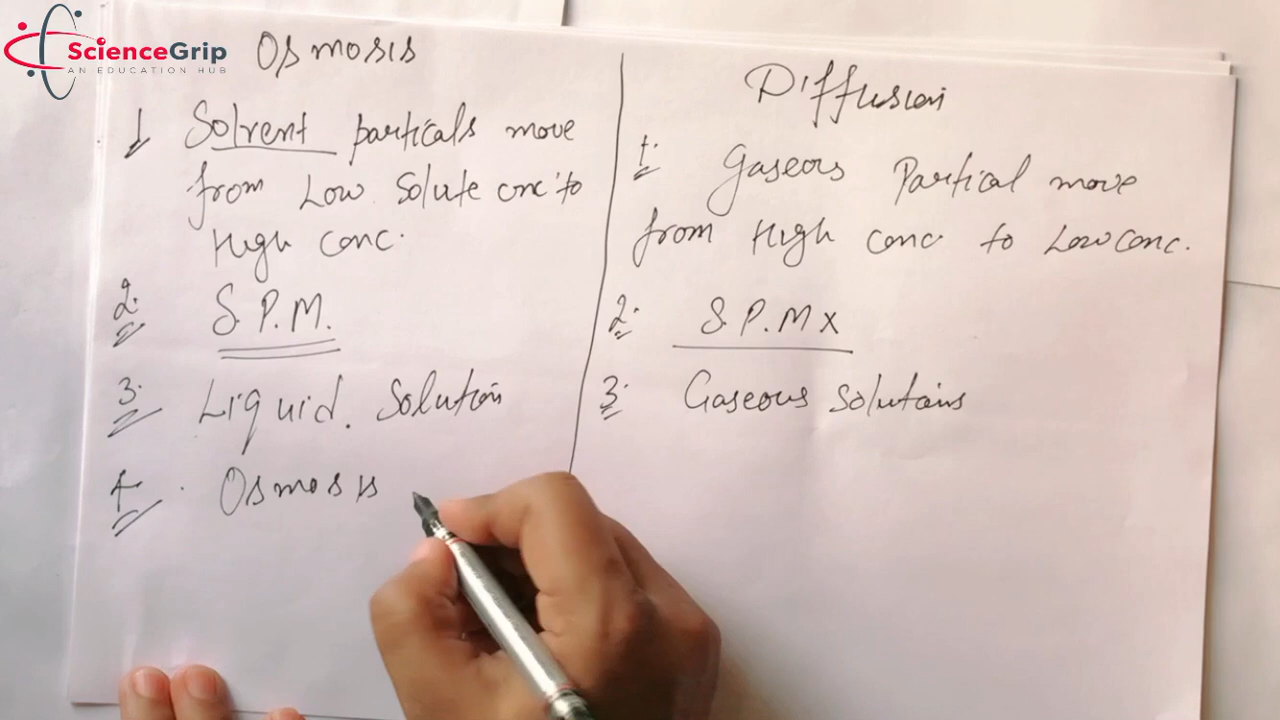 ScienceGrip
AN EDUCATION HUB
Osmosis
1 Solvent particals move
from Low Solute conc to
High conc.
2. S.P.M.
3. Liquid. Solution
4. Osmosis
Diffusion
1. Gaseous Partical move
from High conc to Low conc.
2. S.P.M x
3. Gaseous Solutains